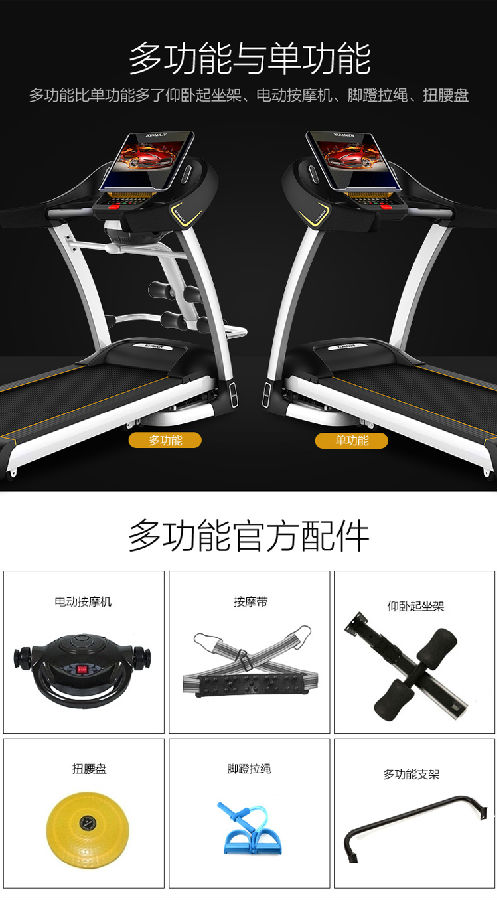 多功能与单功能
多功能比单功能多了仰卧起坐架、电动按摩机、脚蹬拉绳、扭腰盘
多功能
单功能
多功能官方配件
电动按摩机
按摩带
仰卧起坐架
扭腰盘
脚蹬拉绳
多功能支架